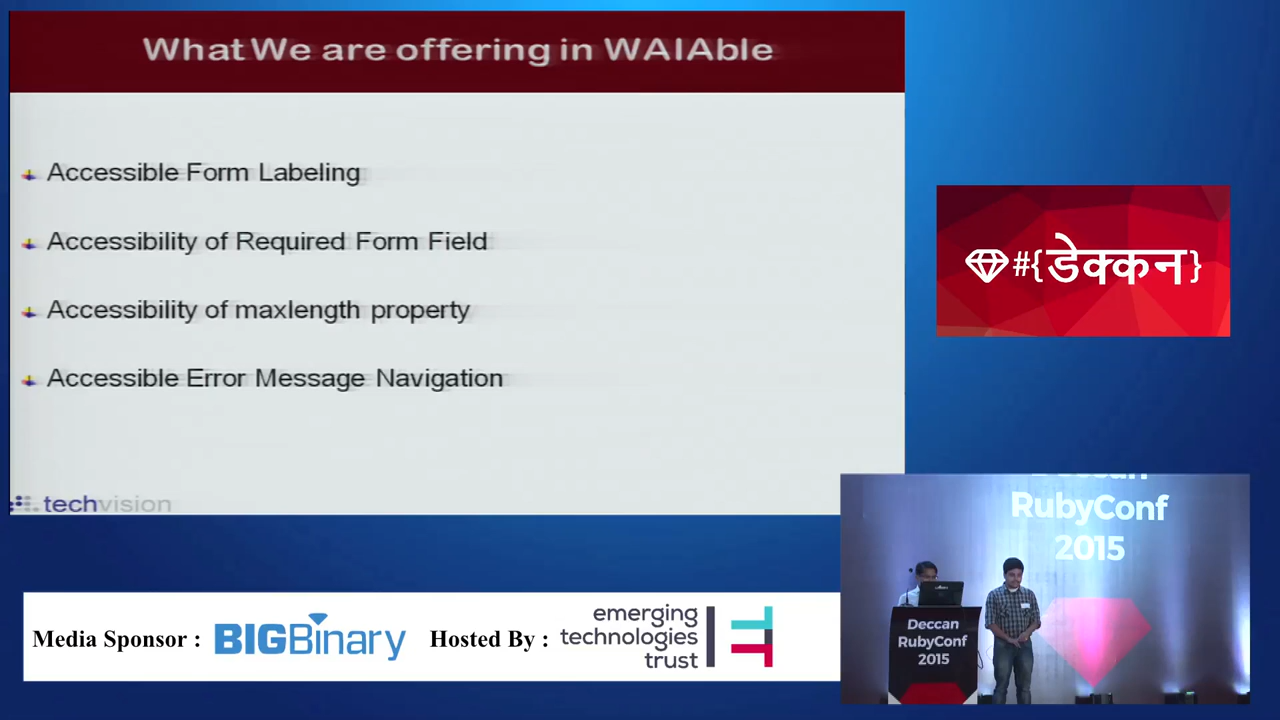 What We are offering in WAIAble
Accessible Form Labeling
Accessibility of Required Form Field
Accessibility of maxlength property
Accessible Error Message Navigation
techvision
#{डेक्कन}
Deccan
RubyConf
2015
Deccan
RubyConf
2015
Media Sponsor :
BIGBinary
Hosted By :
emerging
technologies
trust